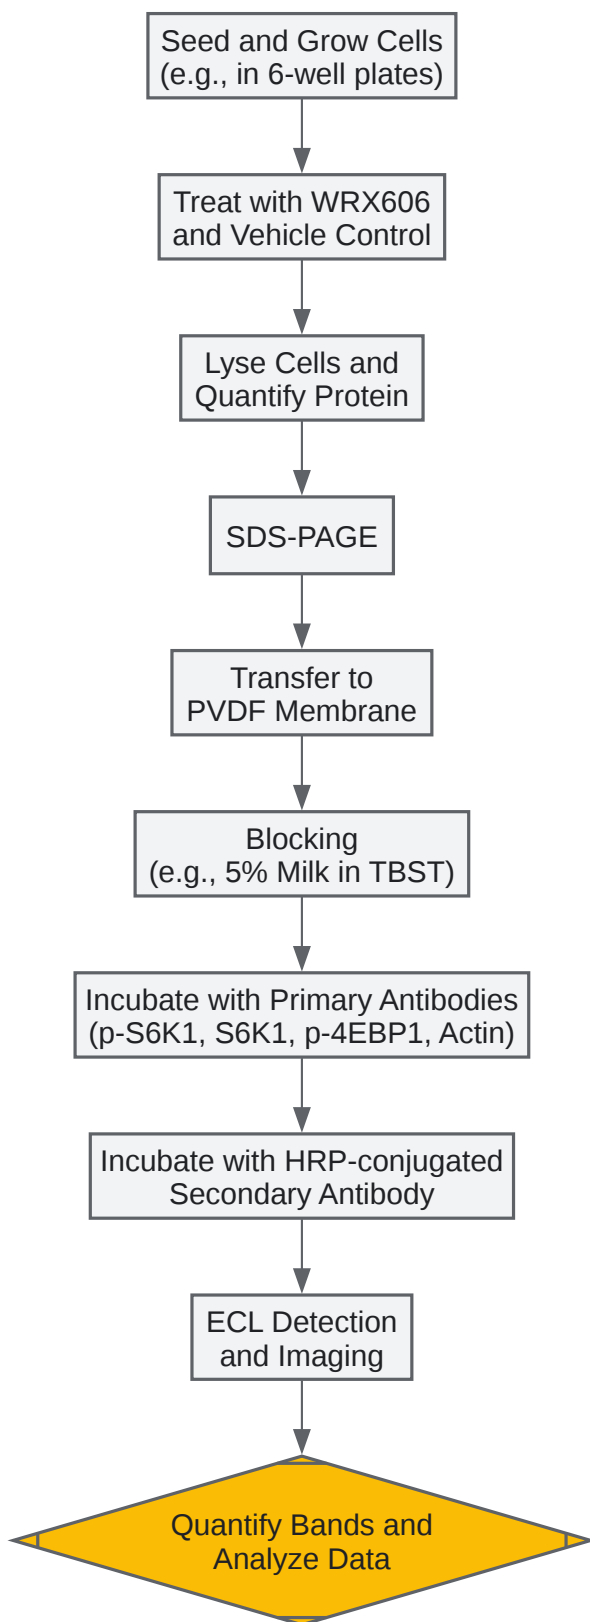 Seed and Grow Cells
(e.g., in 6-well plates)
Treat with WRX606
and Vehicle Control
Lyse Cells and
Quantify Protein
SDS-PAGE
Transfer to
PVDF Membrane
Blocking
(e.g., 5% Milk in TBST)
Incubate with Primary Antibodies
(p-S6K1, S6K1, p-4EBP1, Actin)
Incubate with HRP-conjugated
Secondary Antibody
ECL Detection
and Imaging
Quantify Bands and
Analyze Data